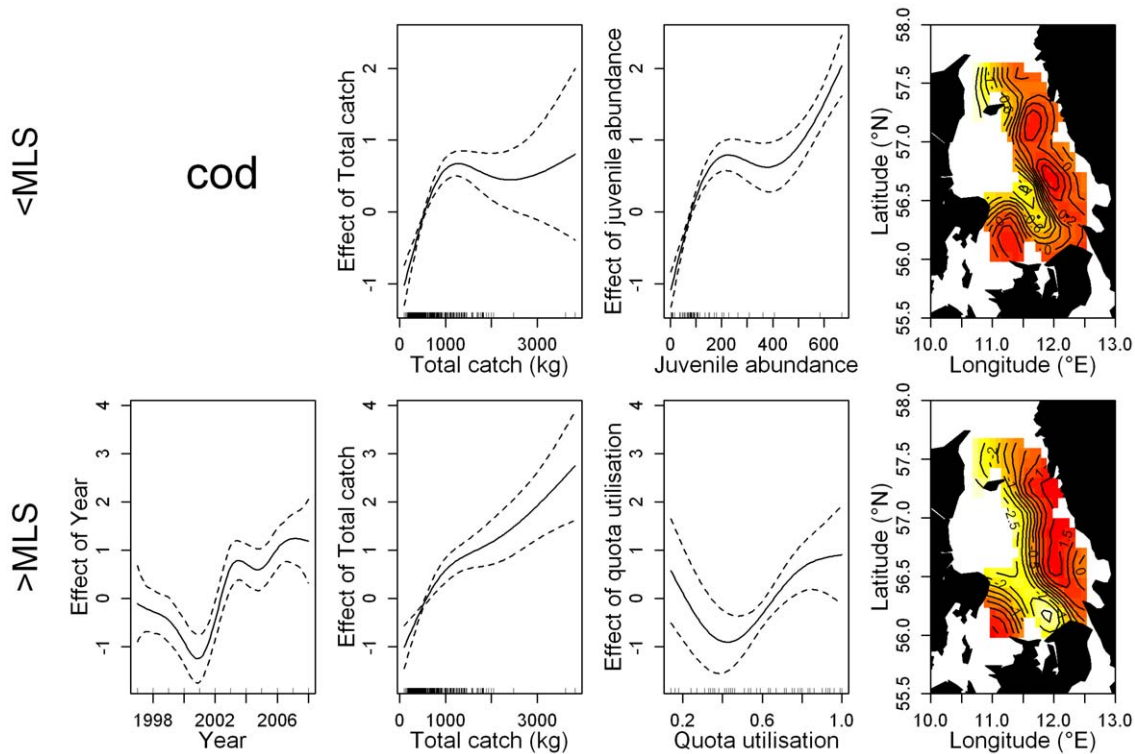 <MLS
cod
Effect of Total catch
2
1
0
-1
0 1000 3000
Total catch (kg)
Effect of juvenile abundance
2
1
0
-1
0 200 400 600
Juvenile abundance
Latitude (°N)
58.0
57.5
57.0
56.5
56.0
55.5
10.0 11.0 12.0 13.0
Longitude (°E)
>MLS
Effect of Year
4
3
2
1
0
-1
1998 2002 2006
Year
Effect of Total catch
4
3
2
1
0
-1
0 1000 3000
Total catch (kg)
Effect of quota utilisation
4
3
2
1
0
-1
0.2 0.6 1.0
Quota utilisation
Latitude (°N)
58.0
57.5
57.0
56.5
56.0
55.5
-2
-2.5
1.5
10.0 11.0 12.0 13.0
Longitude (°E)